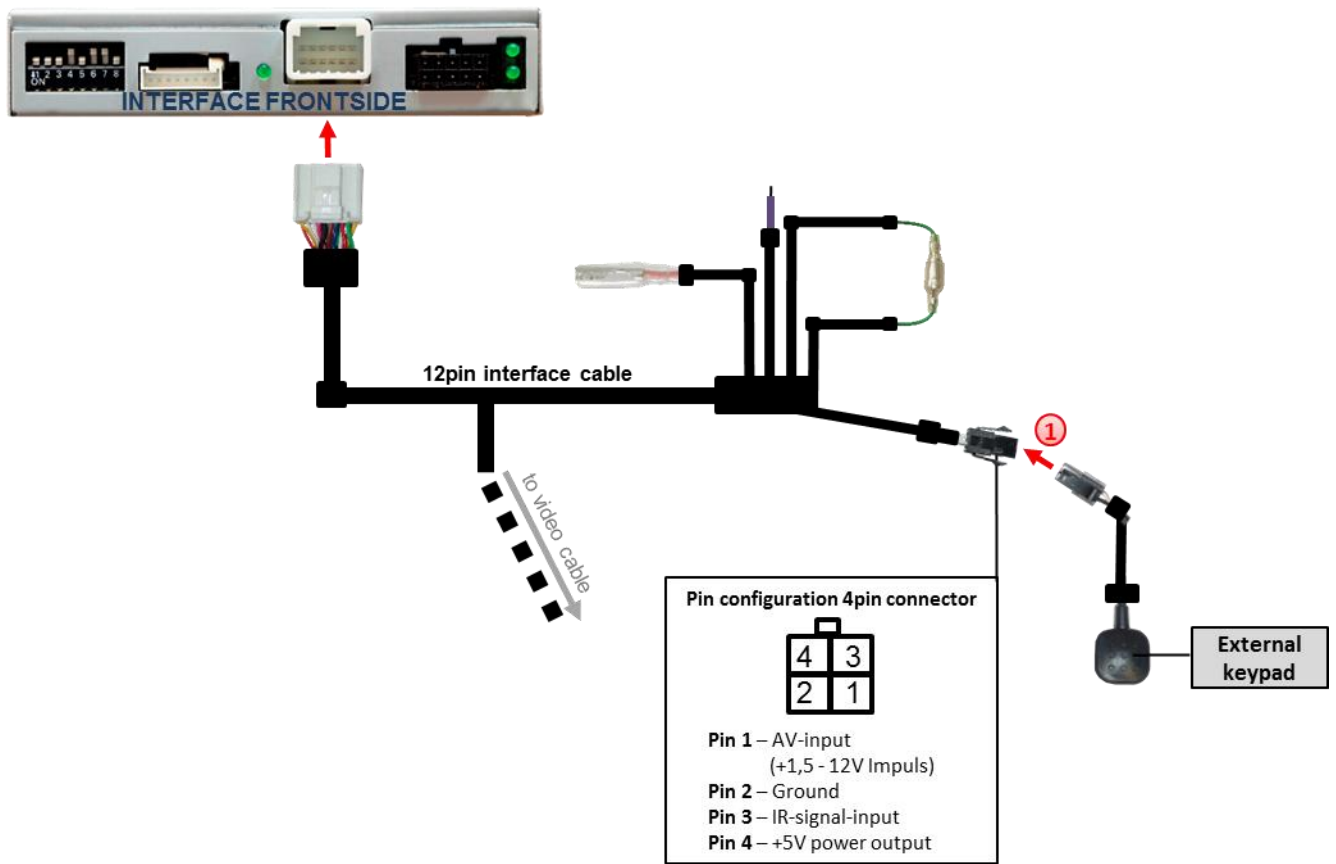 1 2 3 4 5 6 7 8
ON
INTERFACE FRONTSIDE
12pin interface cable
1
to video cable
Pin configuration 4pin connector
4 3
2 1
Pin 1 – AV-input
(+1,5 - 12V Impuls)
Pin 2 – Ground
Pin 3 – IR-signal-input
Pin 4 – +5V power output
External
keypad